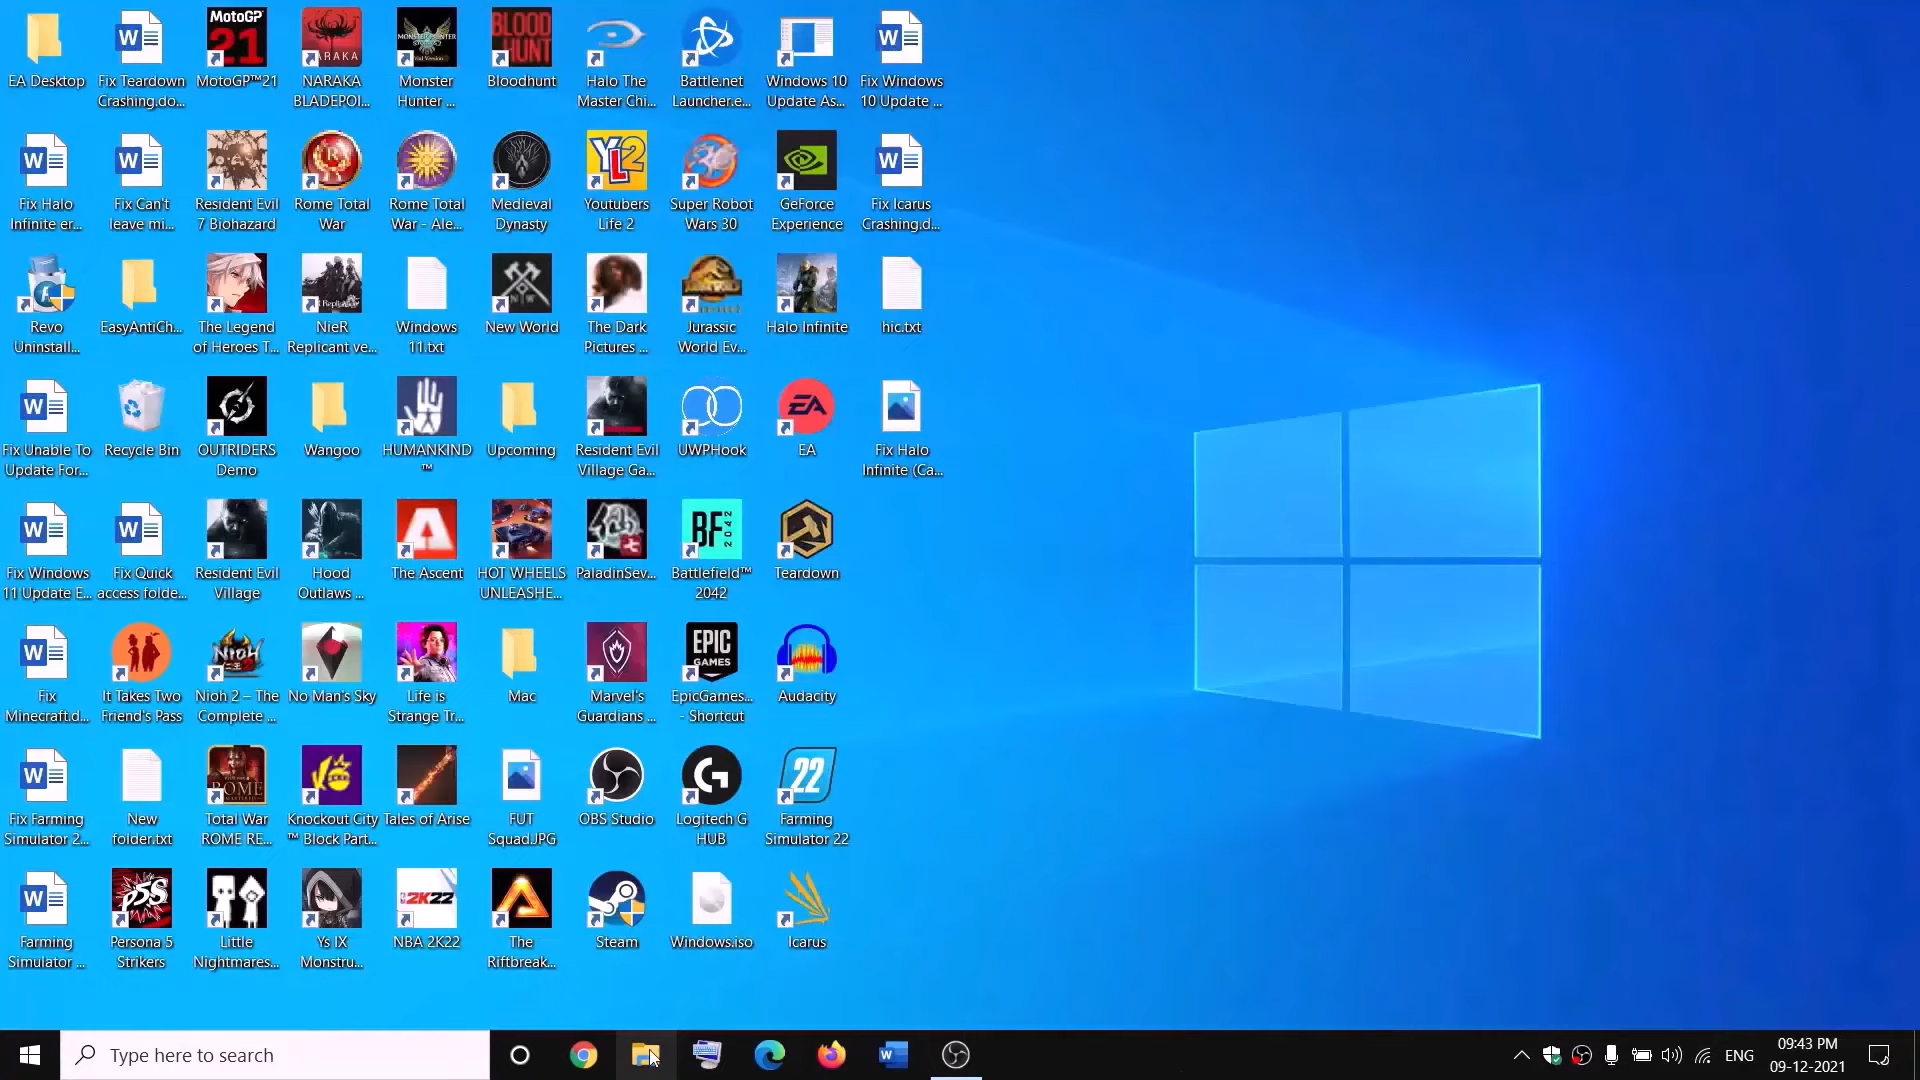 EA Desktop
Fix Teardown
Crashing.do...
MotoGP™21
NARAKA
BLADEPOI...
Monster
Hunter ...
Bloodhunt
Halo The
Master Chi...
Battle.net
Launcher.e...
Windows 10
Update As...
Fix Windows
10 Update ...
Fix Halo
Infinite er...
Fix Can't
leave mi...
Resident Evil
7 Biohazard
Rome Total
War
Rome Total
War - Ale...
Medieval
Dynasty
Youtubers
Life 2
Super Robot
Wars 30
GeForce
Experience
Fix Icarus
Crashing.d...
Revo
Uninstall...
EasyAntiCh...
The Legend
of Heroes T...
NieR
Replicant ve...
Windows
11.txt
New World
The Dark
Pictures ...
Jurassic
World Ev...
Halo Infinite
hic.txt
Fix Unable To
Update For...
Recycle Bin
OUTRIDERS
Demo
Wangoo
HUMANKIND
™
Upcoming
Resident Evil
Village Ga...
UWPHook
EA
Fix Halo
Infinite (Ca...
Fix Windows
11 Update E...
Fix Quick
access folde...
Resident Evil
Village
Hood
Outlaws ...
The Ascent
HOT WHEELS
UNLEASHE...
PaladinSev...
Battlefield™
2042
Teardown
Fix
Minecraft.d...
It Takes Two
Friend's Pass
Nioh 2 – The
Complete ...
No Man's Sky
Life is
Strange Tr...
Mac
Marvel's
Guardians ...
EpicGames...
- Shortcut
Audacity
Fix Farming
Simulator 2...
New
folder.txt
Total War
ROME RE...
Knockout City
™ Block Part...
Tales of Arise
FUT
Squad.JPG
OBS Studio
Logitech G
HUB
Farming
Simulator 22
Farming
Simulator ...
Persona 5
Strikers
Little
Nightmares...
Ys IX
Monstru...
NBA 2K22
The
Riftbreak...
Steam
Windows.iso
Icarus
Type here to search
ENG
09:43 PM
09-12-2021